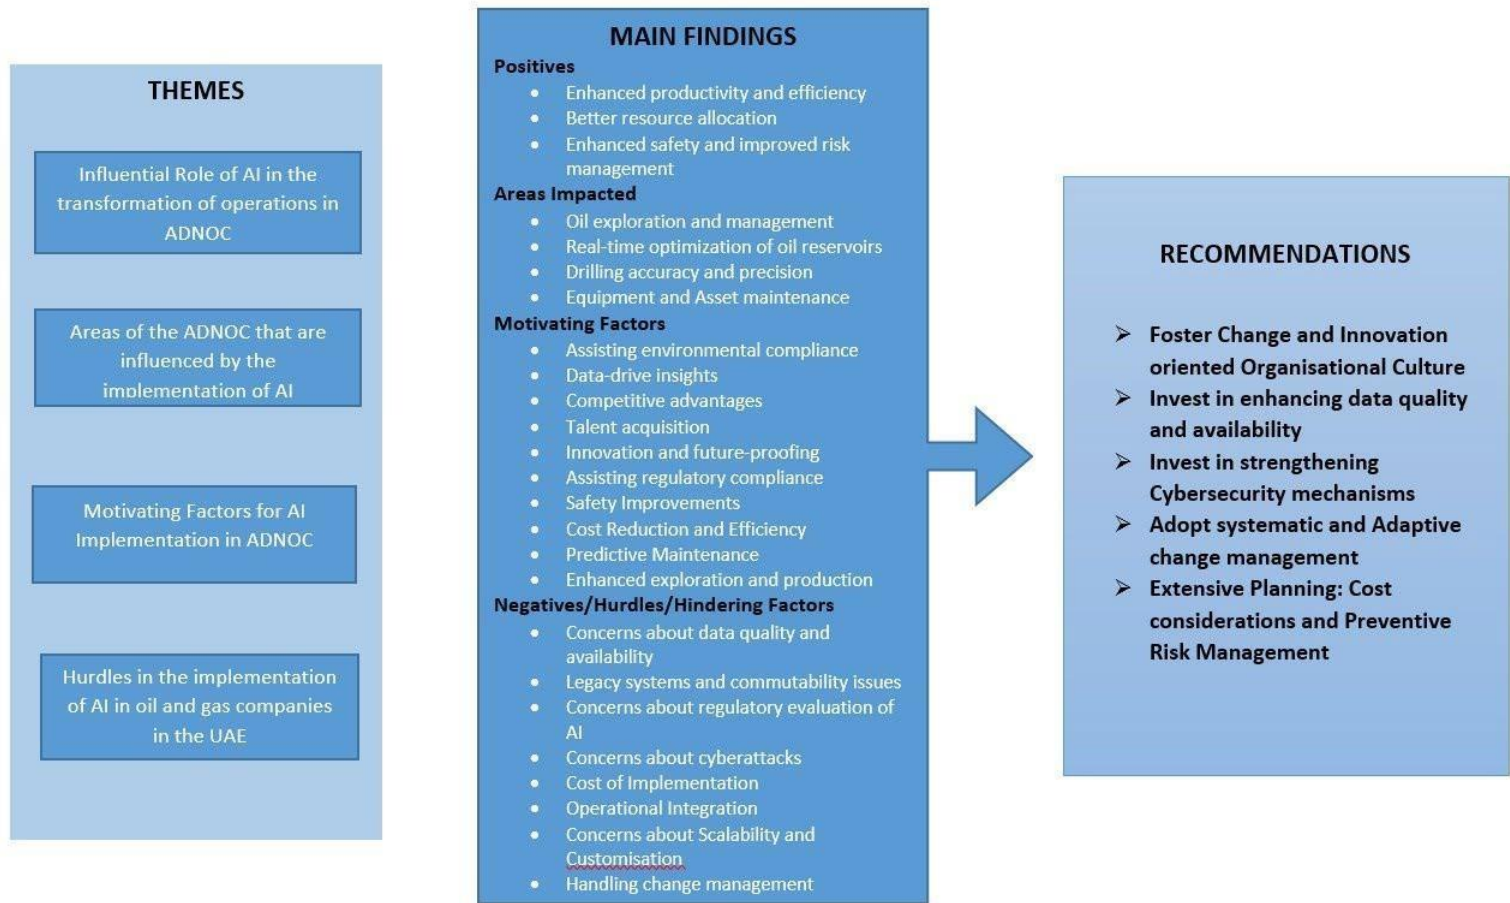 THEMES
Influential Role of AI in the
transformation of operations in
ADNOC
Areas of the ADNOC that are
influenced by the
implementation of AI
Motivating Factors for AI
Implementation in ADNOC
Hurdles in the implementation
of AI in oil and gas companies
in the UAE
MAIN FINDINGS
Positives
• Enhanced productivity and efficiency
• Better resource allocation
• Enhanced safety and improved risk
management
Areas Impacted
• Oil exploration and management
• Real-time optimization of oil reservoirs
• Drilling accuracy and precision
• Equipment and Asset maintenance
Motivating Factors
• Assisting environmental compliance
• Data-drive insights
• Competitive advantages
• Talent acquisition
• Innovation and future-proofing
• Assisting regulatory compliance
• Safety Improvements
• Cost Reduction and Efficiency
• Predictive Maintenance
• Enhanced exploration and production
Negatives/Hurdles/Hindering Factors
• Concerns about data quality and
availability
• Legacy systems and commutability issues
• Concerns about regulatory evaluation of
AI
• Concerns about cyberattacks
• Cost of Implementation
• Operational Integration
• Concerns about Scalability and
Customisation
• Handling change management
RECOMMENDATIONS
➢ Foster Change and Innovation
oriented Organisational Culture
➢ Invest in enhancing data quality
and availability
➢ Invest in strengthening
Cybersecurity mechanisms
➢ Adopt systematic and Adaptive
change management
➢ Extensive Planning: Cost
considerations and Preventive
Risk Management